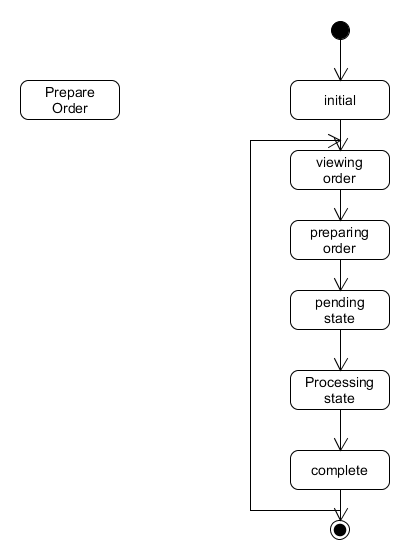 Prepare
Order
initial
viewing
order
preparing
order
pending
state
Processing
state
complete